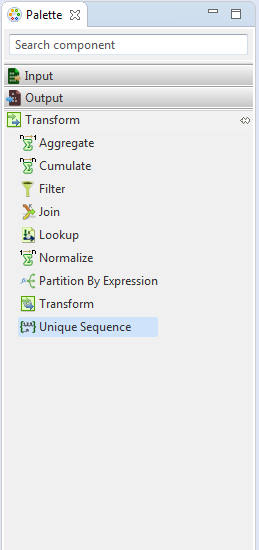 Palette
Search component
Input
Output
Transform
Aggregate
Cumulate
Filter
Join
Lookup
Normalize
Partition By Expression
Transform
Unique Sequence